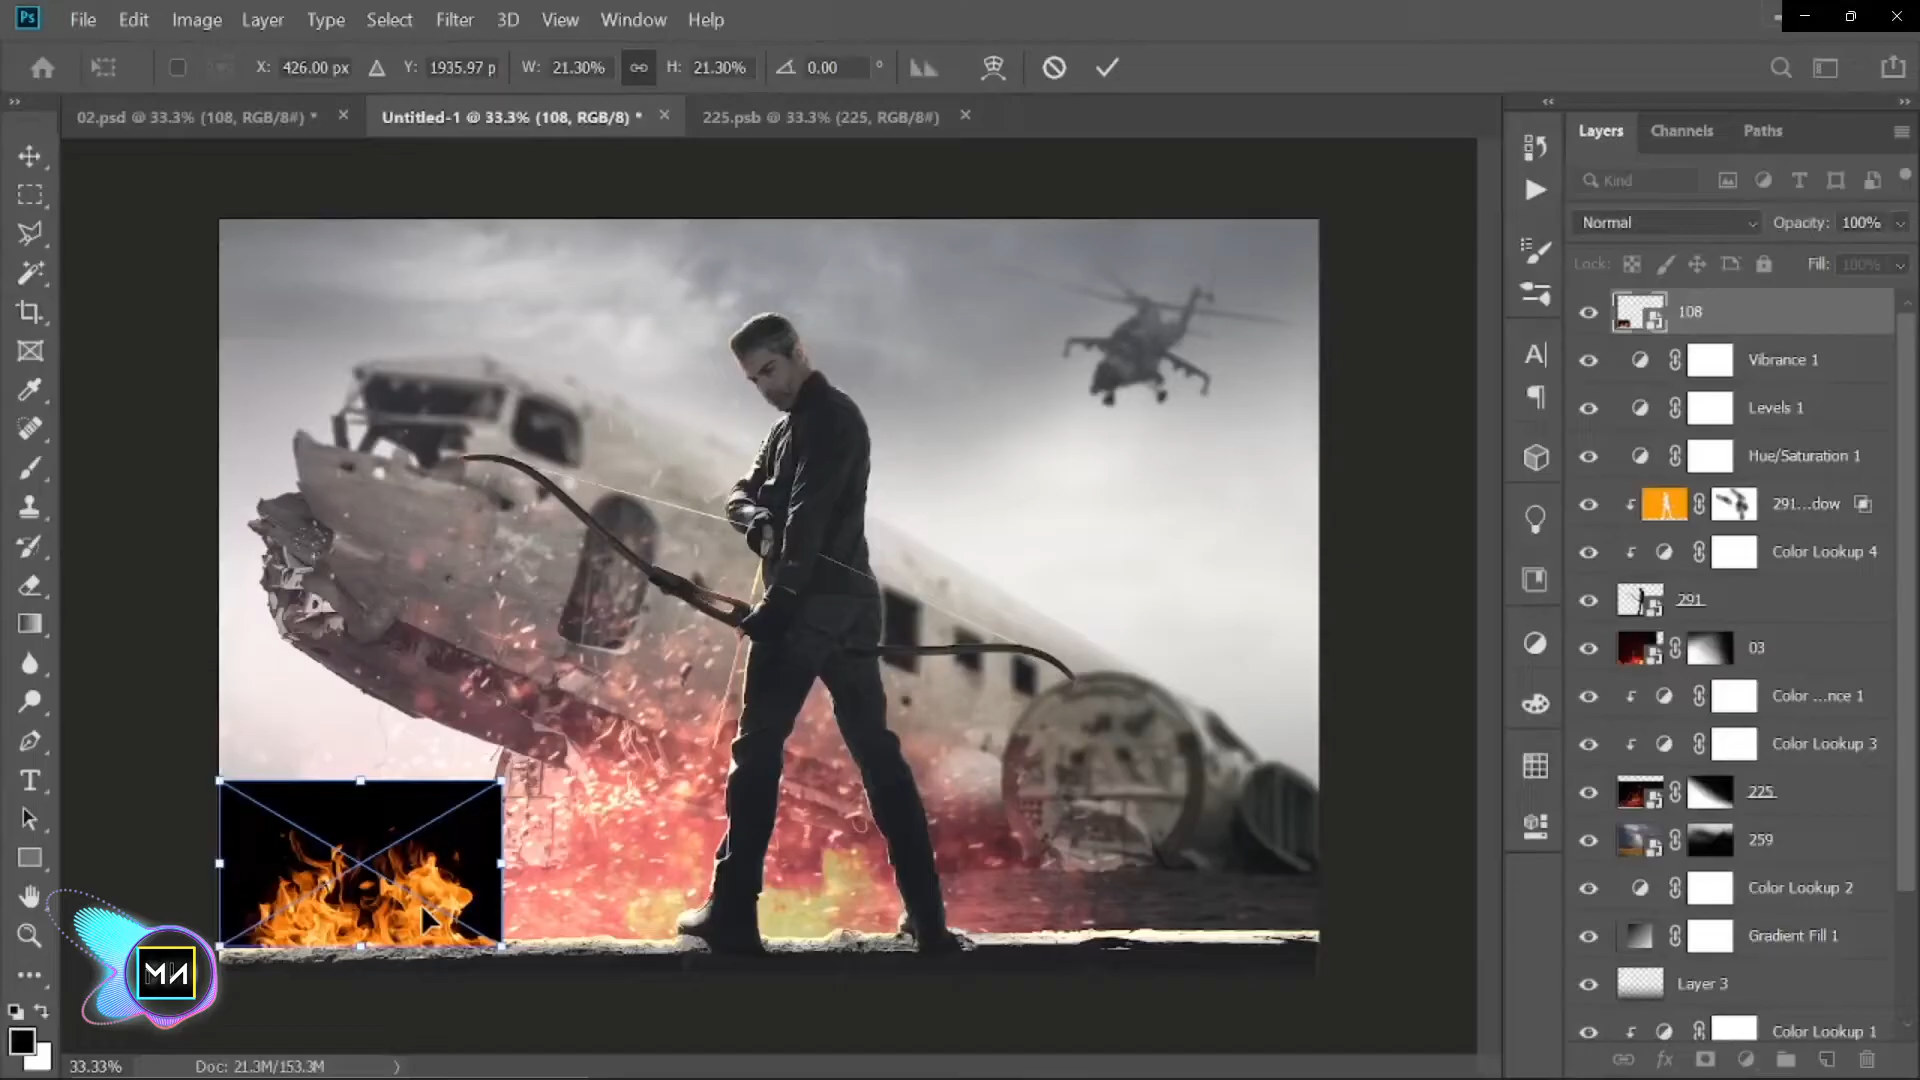 Ps File Edit Image Layer Type Select Filter 3D View Window Help
X: 426.00 px Y: 1935.97 p W: 21.30% H: 21.30% 0.00 °
02.psd @ 33.3% (108, RGB/8#) * Untitled-1 @ 33.3% (108, RGB/8) * 225.psb @ 33.3% (225, RGB/8#)
Layers Channels Paths
Kind
Normal Opacity: 100%
Lock: Fill: 100%
108
Vibrance 1
Levels 1
Hue/Saturation 1
291...dow
Color Lookup 4
291
03
Color ...nce 1
Color Lookup 3
225
259
Color Lookup 2
Gradient Fill 1
Layer 3
Color Lookup 1
МИ
33.33% Doc: 21.3M/153.3M